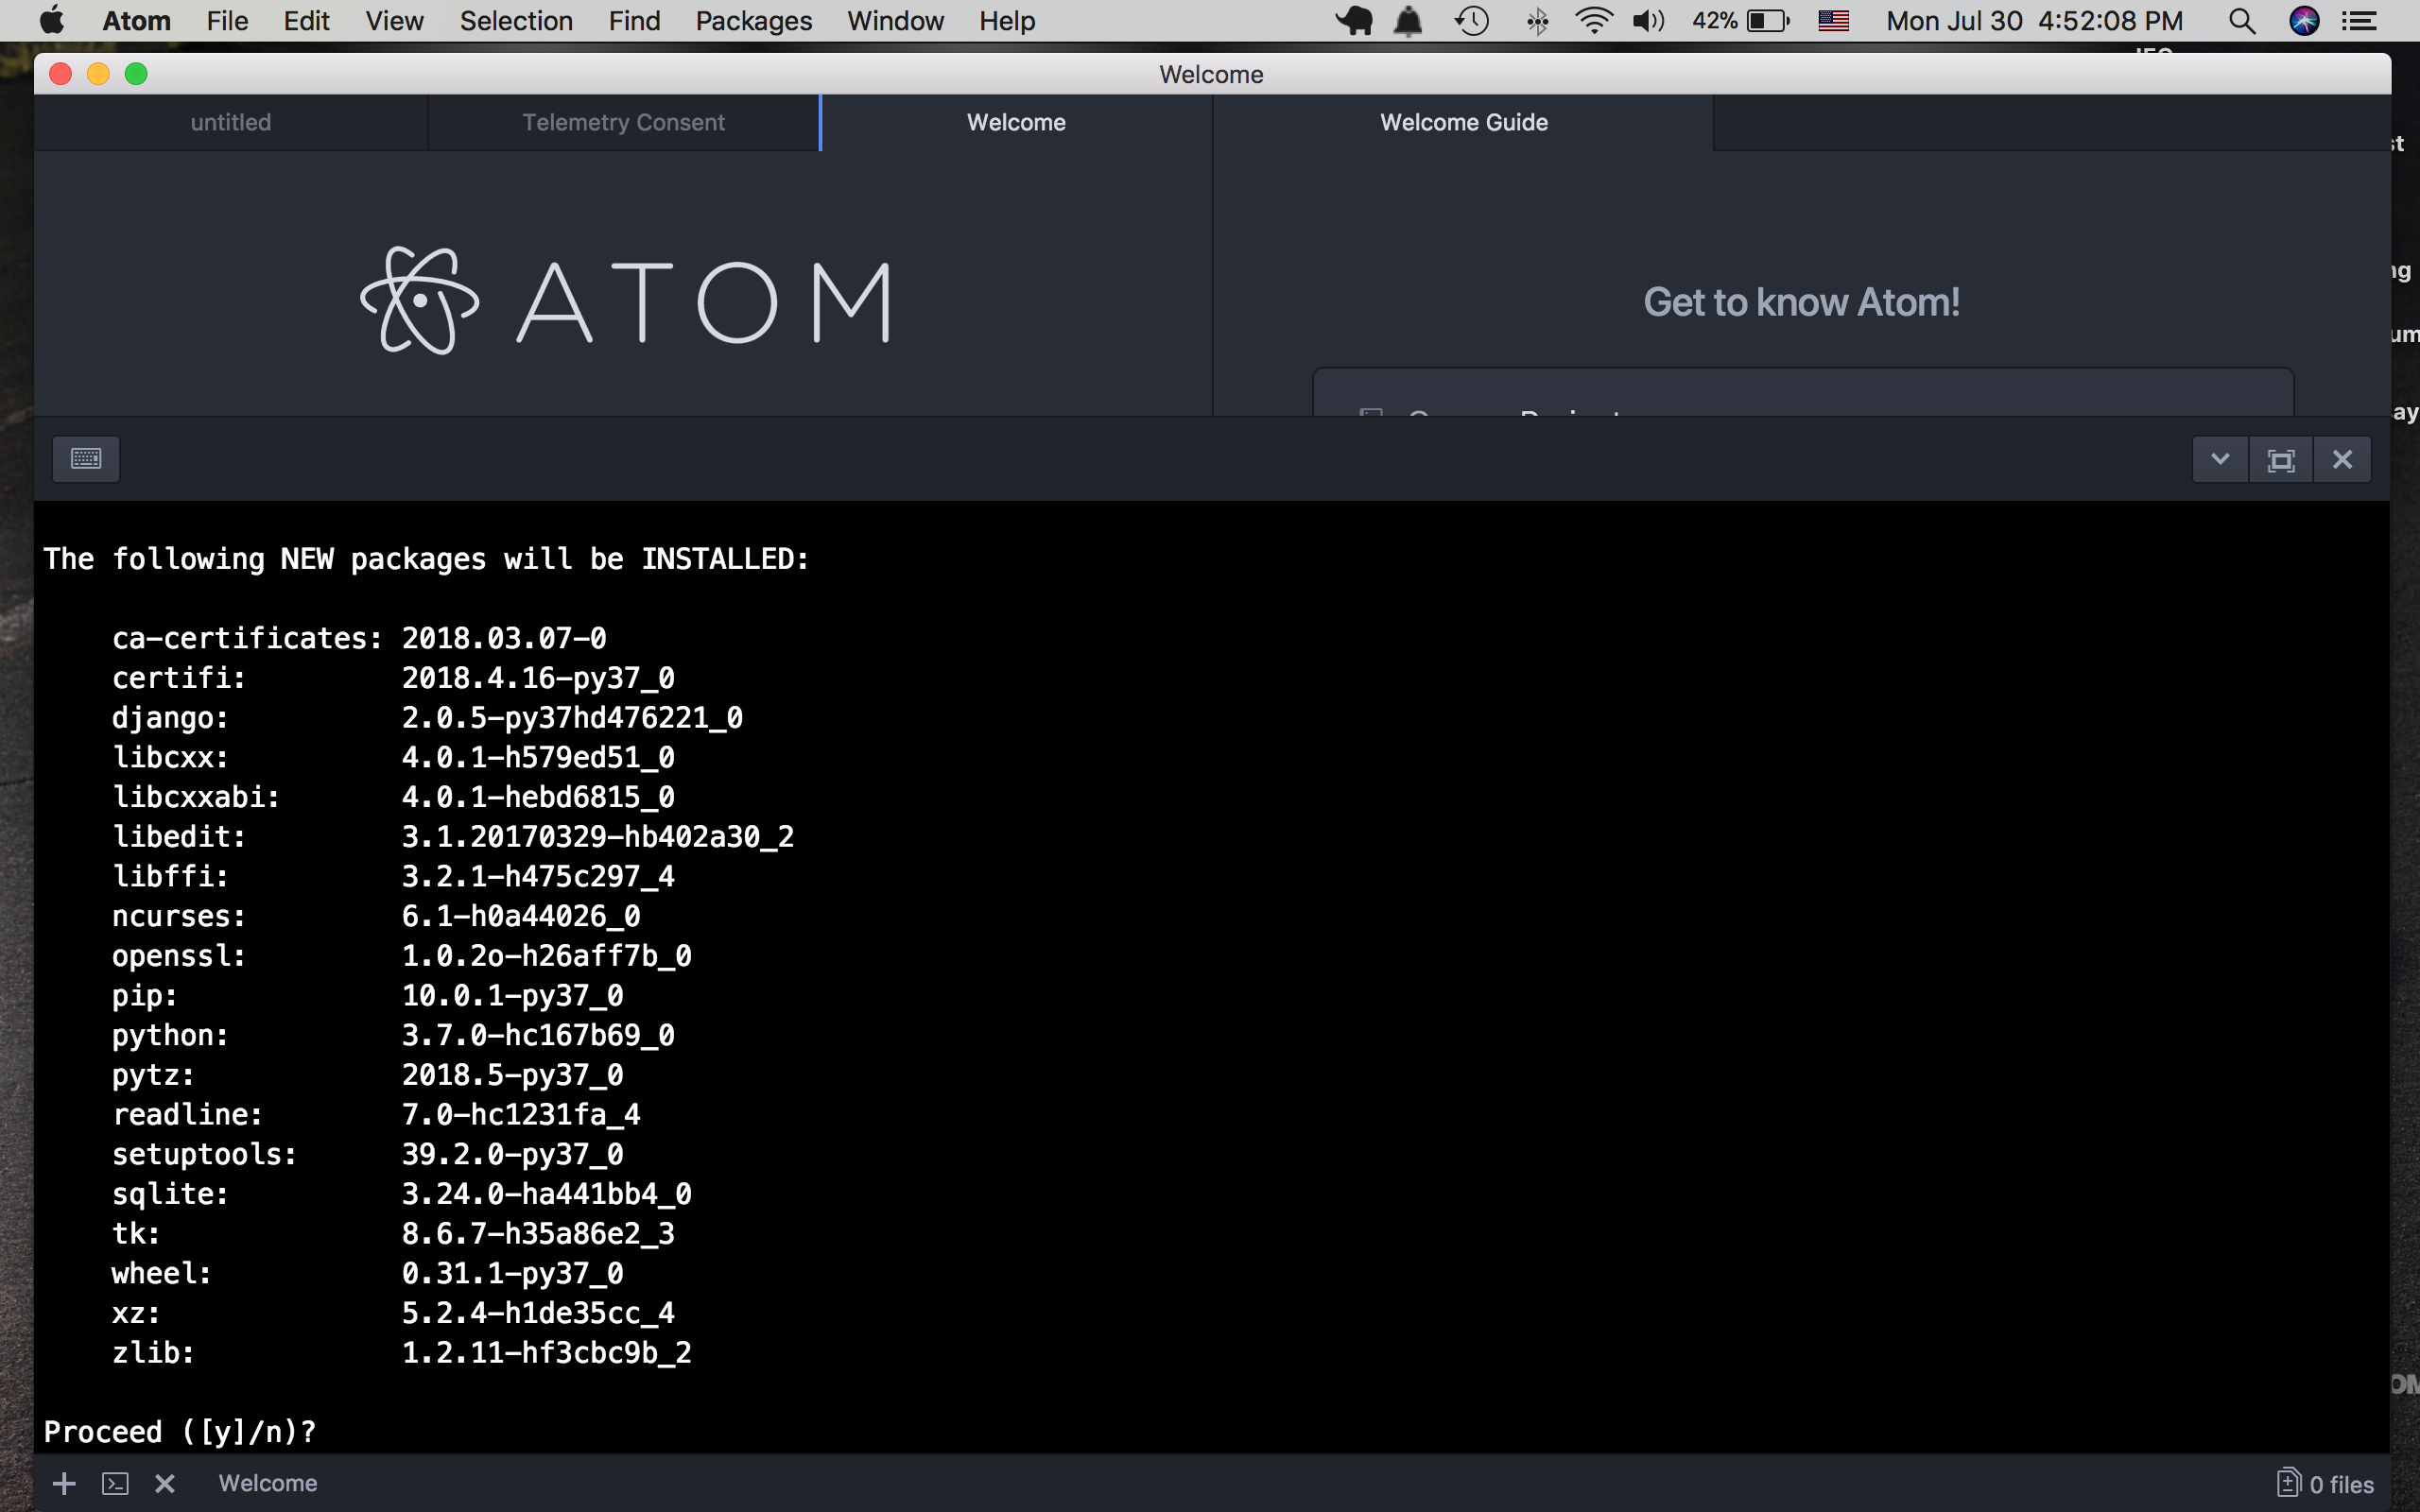 Atom File Edit View Selection Find Packages Window Help 42% Mon Jul 30 4:52:08 PM
Welcome
untitled Telemetry Consent Welcome Welcome Guide
ATOM
Get to know Atom!
The following NEW packages will be INSTALLED:
ca-certificates: 2018.03.07-0
certifi: 2018.4.16-py37_0
django: 2.0.5-py37hd476221_0
libcxx: 4.0.1-h579ed51_0
libcxxabi: 4.0.1-hebd6815_0
libedit: 3.1.20170329-hb402a30_2
libffi: 3.2.1-h475c297_4
ncurses: 6.1-h0a44026_0
openssl: 1.0.2o-h26aff7b_0
pip: 10.0.1-py37_0
python: 3.7.0-hc167b69_0
pytz: 2018.5-py37_0
readline: 7.0-hc1231fa_4
setuptools: 39.2.0-py37_0
sqlite: 3.24.0-ha441bb4_0
tk: 8.6.7-h35a86e2_3
wheel: 0.31.1-py37_0
xz: 5.2.4-h1de35cc_4
zlib: 1.2.11-hf3cbc9b_2
Proceed ([y]/n)?
Welcome 0 files